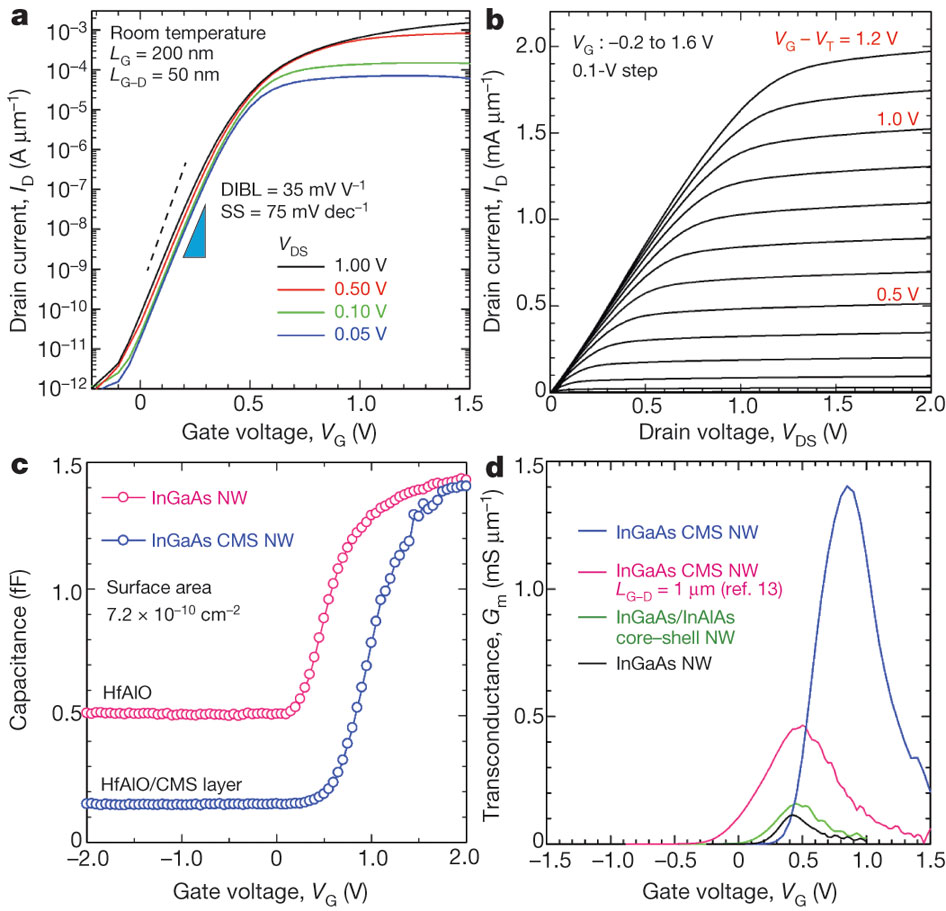 a
Room temperature
L_G = 200 nm
L_G–D = 50 nm
DIBL = 35 mV V⁻¹
SS = 75 mV dec⁻¹
V_DS
1.00 V
0.50 V
0.10 V
0.05 V
Drain current, I_D (A μm⁻¹)
10⁻³
10⁻⁴
10⁻⁵
10⁻⁶
10⁻⁷
10⁻⁸
10⁻⁹
10⁻¹⁰
10⁻¹¹
10⁻¹²
0 0.5 1.0 1.5
Gate voltage, V_G (V)
b
V_G : –0.2 to 1.6 V
0.1-V step
V_G – V_T = 1.2 V
1.0 V
0.5 V
Drain current, I_D (mA μm⁻¹)
2.0
1.5
1.0
0.5
0
0 0.5 1.0 1.5 2.0
Drain voltage, V_DS (V)
c
InGaAs NW
InGaAs CMS NW
Surface area
7.2 × 10⁻¹⁰ cm⁻²
HfAlO
HfAlO/CMS layer
Capacitance (fF)
1.5
1.0
0.5
0
–2.0 –1.0 0 1.0 2.0
Gate voltage, V_G (V)
d
InGaAs CMS NW
InGaAs CMS NW
L_G–D = 1 μm (ref. 13)
InGaAs/InAlAs
core–shell NW
InGaAs NW
Transconductance, G_m (mS μm⁻¹)
1.5
1.0
0.5
0
–1.5 –1.0 –0.5 0 0.5 1.0 1.5
Gate voltage, V_G (V)